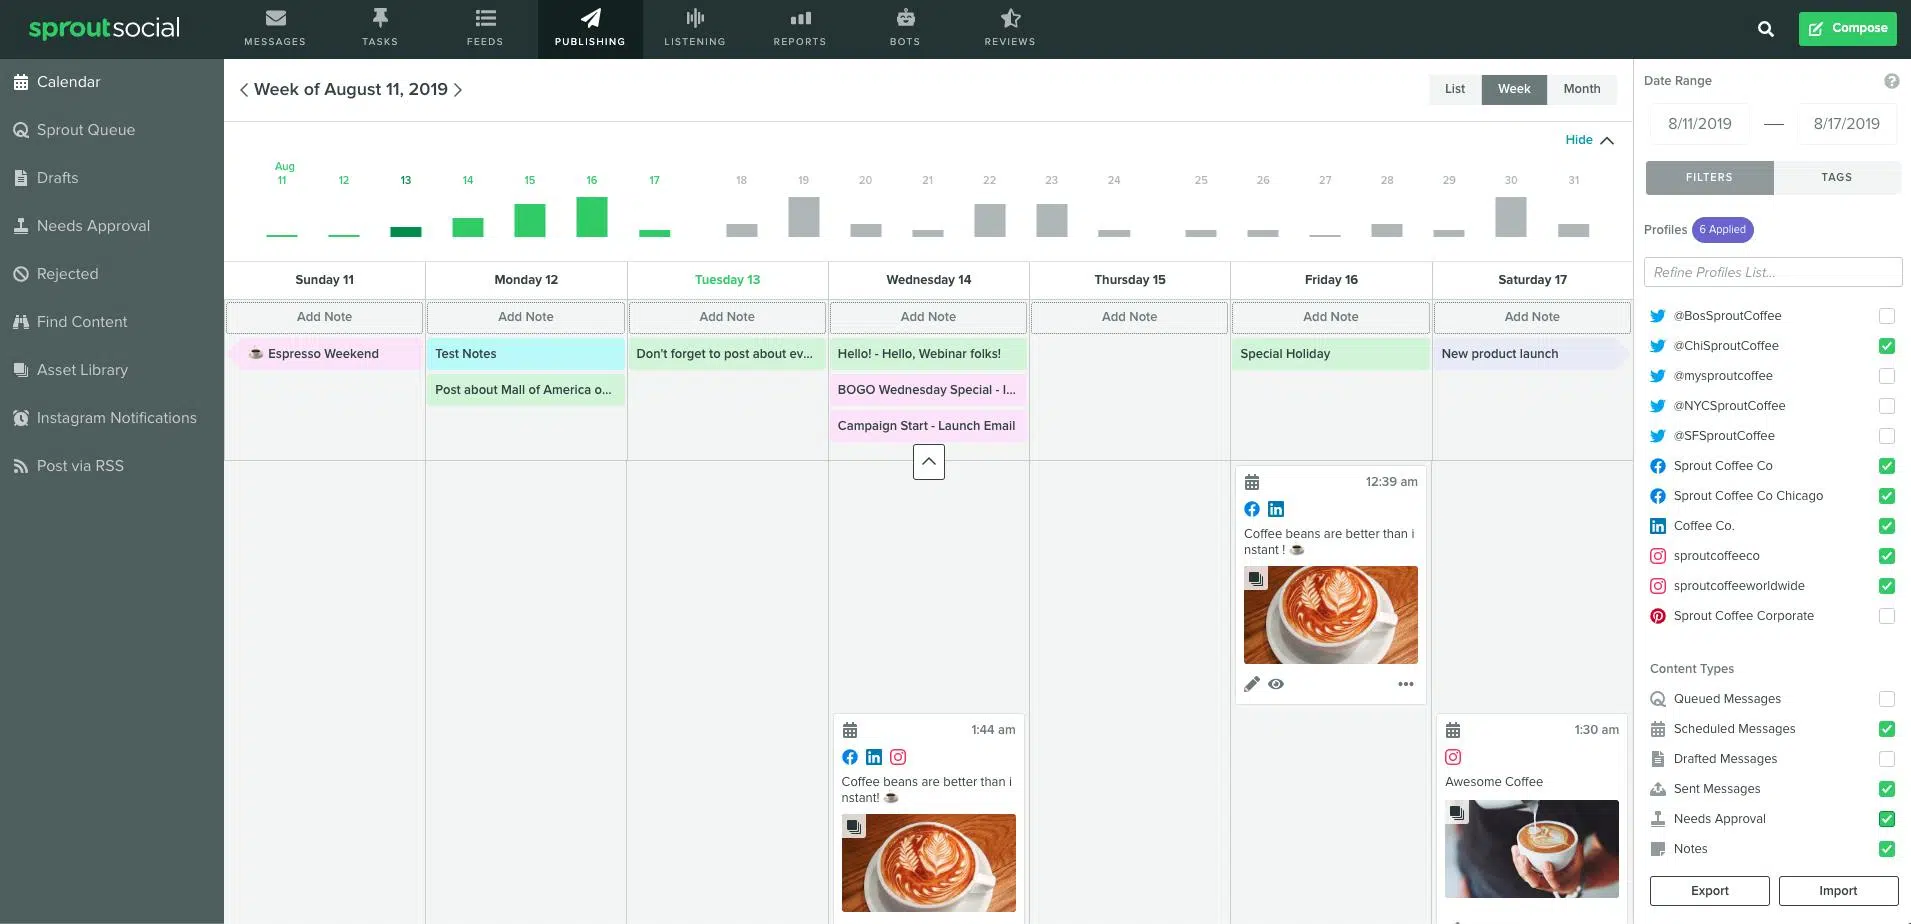 sproutsocial
MESSAGES
TASKS
FEEDS
PUBLISHING
LISTENING
REPORTS
BOTS
REVIEWS
Compose
Calendar
Sprout Queue
Drafts
Needs Approval
Rejected
Find Content
Asset Library
Instagram Notifications
Post via RSS
Week of August 11, 2019
List
Week
Month
Hide
Aug
11 12 13 14 15 16 17 18 19 20 21 22 23 24 25 26 27 28 29 30 31
Sunday 11
Monday 12
Tuesday 13
Wednesday 14
Thursday 15
Friday 16
Saturday 17
Add Note
Add Note
Add Note
Add Note
Add Note
Add Note
Add Note
Espresso Weekend
Test Notes
Don't forget to post about ev...
Hello! - Hello, Webinar folks!
Special Holiday
New product launch
Post about Mall of America o...
BOGO Wednesday Special - I...
Campaign Start - Launch Email
12:39 am
Coffee beans are better than i
nstant ! ☕
1:44 am
Coffee beans are better than i
nstant! ☕
1:30 am
Awesome Coffee
Date Range
?
8/11/2019 — 8/17/2019
FILTERS
TAGS
Profiles
6 Applied
Refine Profiles List...
@BosSproutCoffee
@ChiSproutCoffee
@mysproutcoffee
@NYCSproutCoffee
@SFSproutCoffee
Sprout Coffee Co
Sprout Coffee Co Chicago
Coffee Co.
sproutcoffeeco
sproutcoffeeworldwide
Sprout Coffee Corporate
Content Types
Queued Messages
Scheduled Messages
Drafted Messages
Sent Messages
Needs Approval
Notes
Export
Import